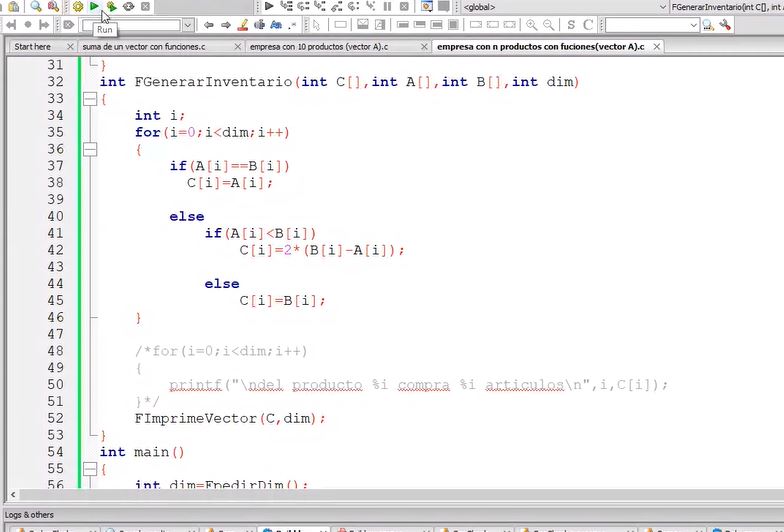 <global>
FGenerarInventario(int C[], int A
Run
Start here
suma de un vector con funciones.c
empresa con 10 productos (vector A).c
empresa con n productos con fuciones(vector A).c
31 }
32 int FGenerarInventario(int C[],int A[],int B[],int dim)
33 {
34 int i;
35 for(i=0;i<dim;i++)
36 {
37 if(A[i]==B[i])
38 C[i]=A[i];
39
40 else
41 if(A[i]<B[i])
42 C[i]=2*(B[i]-A[i]);
43
44 else
45 C[i]=B[i];
46 }
47
48 /*for(i=0;i<dim;i++)
49 {
50 printf("\ndel producto %i compra %i articulos\n",i,C[i]);
51 }*/
52 FImprimeVector(C,dim);
53 }
54 int main()
55 {
56 int dim=FpedirDim();
Logs & others